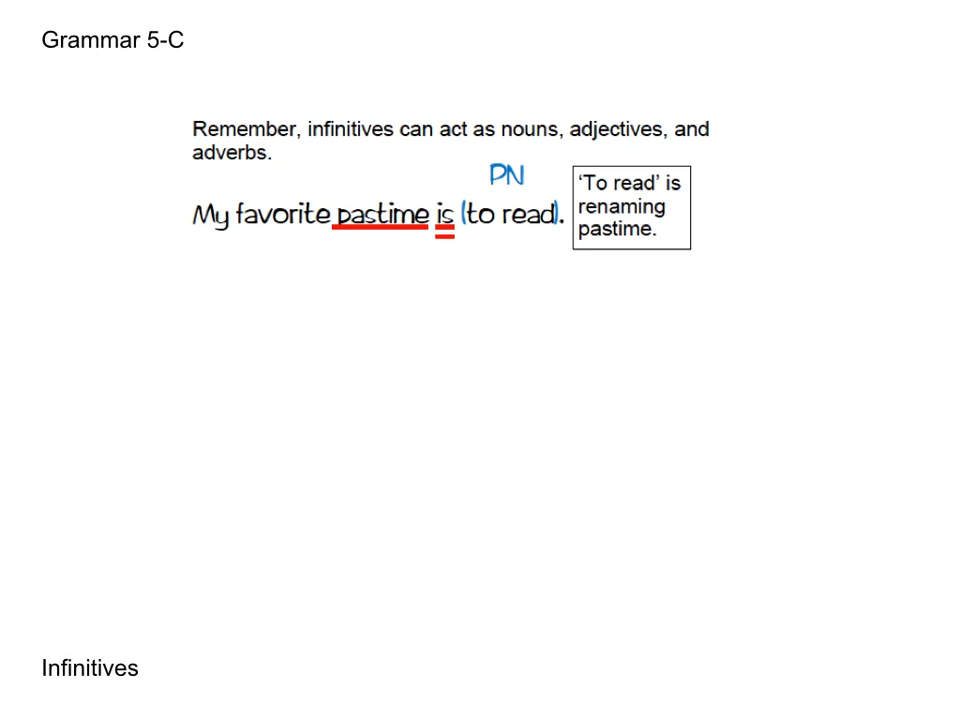 Grammar 5-C
Remember, infinitives can act as nouns, adjectives, and
adverbs.
PN
My favorite pastime is (to read).
‘To read’ is
renaming
pastime.
Infinitives